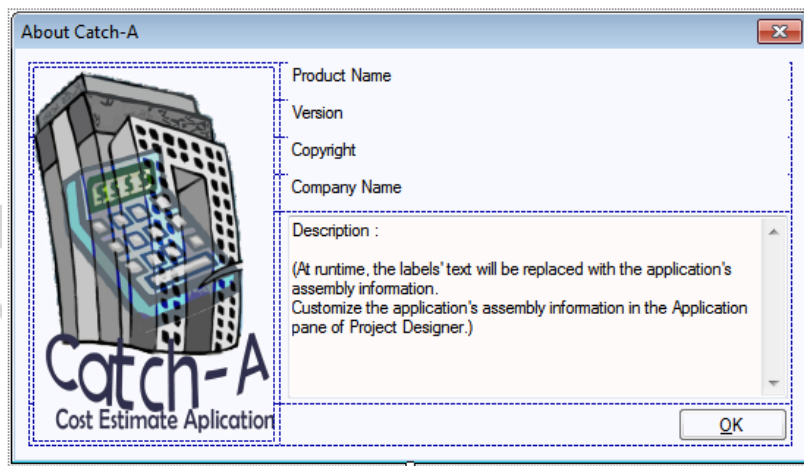 About Catch-A
Product Name
Version
Copyright
Company Name
Description :
(At runtime, the labels' text will be replaced with the application's
assembly information.
Customize the application's assembly information in the Application
pane of Project Designer.)
$$$$
Catch-A
Cost Estimate Aplication
OK